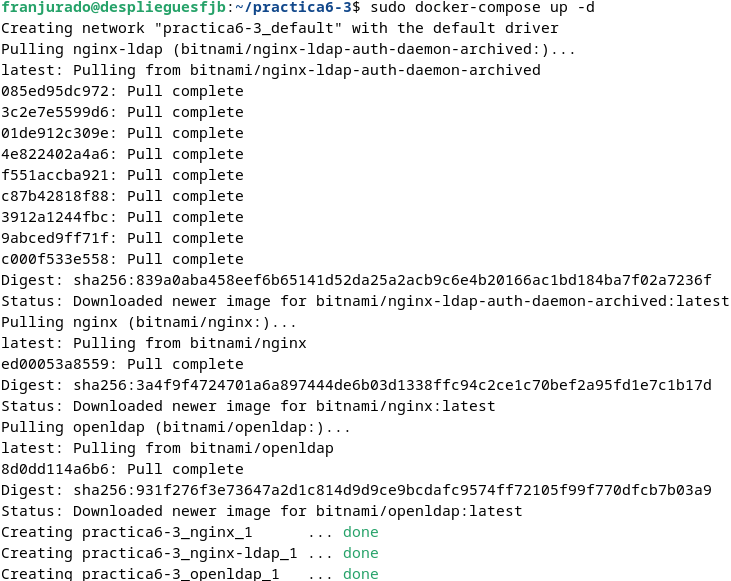 franjurado@desplieguesfjb:~/practica6-3$ sudo docker-compose up -d
Creating network "practica6-3_default" with the default driver
Pulling nginx-ldap (bitnami/nginx-ldap-auth-daemon-archived:)...
latest: Pulling from bitnami/nginx-ldap-auth-daemon-archived
085ed95dc972: Pull complete
3c2e7e5599d6: Pull complete
01de912c309e: Pull complete
4e822402a4a6: Pull complete
f551accba921: Pull complete
c87b42818f88: Pull complete
3912a1244fbc: Pull complete
9abced9ff71f: Pull complete
c000f533e558: Pull complete
Digest: sha256:839a0aba458eef6b65141d52da25a2acb9c6e4b20166ac1bd184ba7f02a7236f
Status: Downloaded newer image for bitnami/nginx-ldap-auth-daemon-archived:latest
Pulling nginx (bitnami/nginx:)...
latest: Pulling from bitnami/nginx
ed00053a8559: Pull complete
Digest: sha256:3a4f9f4724701a6a897444de6b03d1338ffc94c2ce1c70bef2a95fd1e7c1b17d
Status: Downloaded newer image for bitnami/nginx:latest
Pulling openldap (bitnami/openldap:)...
latest: Pulling from bitnami/openldap
8d0dd114a6b6: Pull complete
Digest: sha256:931f276f3e73647a2d1c814d9d9ce9bcdafc9574ff72105f99f770dfcb7b03a9
Status: Downloaded newer image for bitnami/openldap:latest
Creating practica6-3_nginx_1      ... done
Creating practica6-3_nginx-ldap_1 ... done
Creating practica6-3_openldap_1   ... done